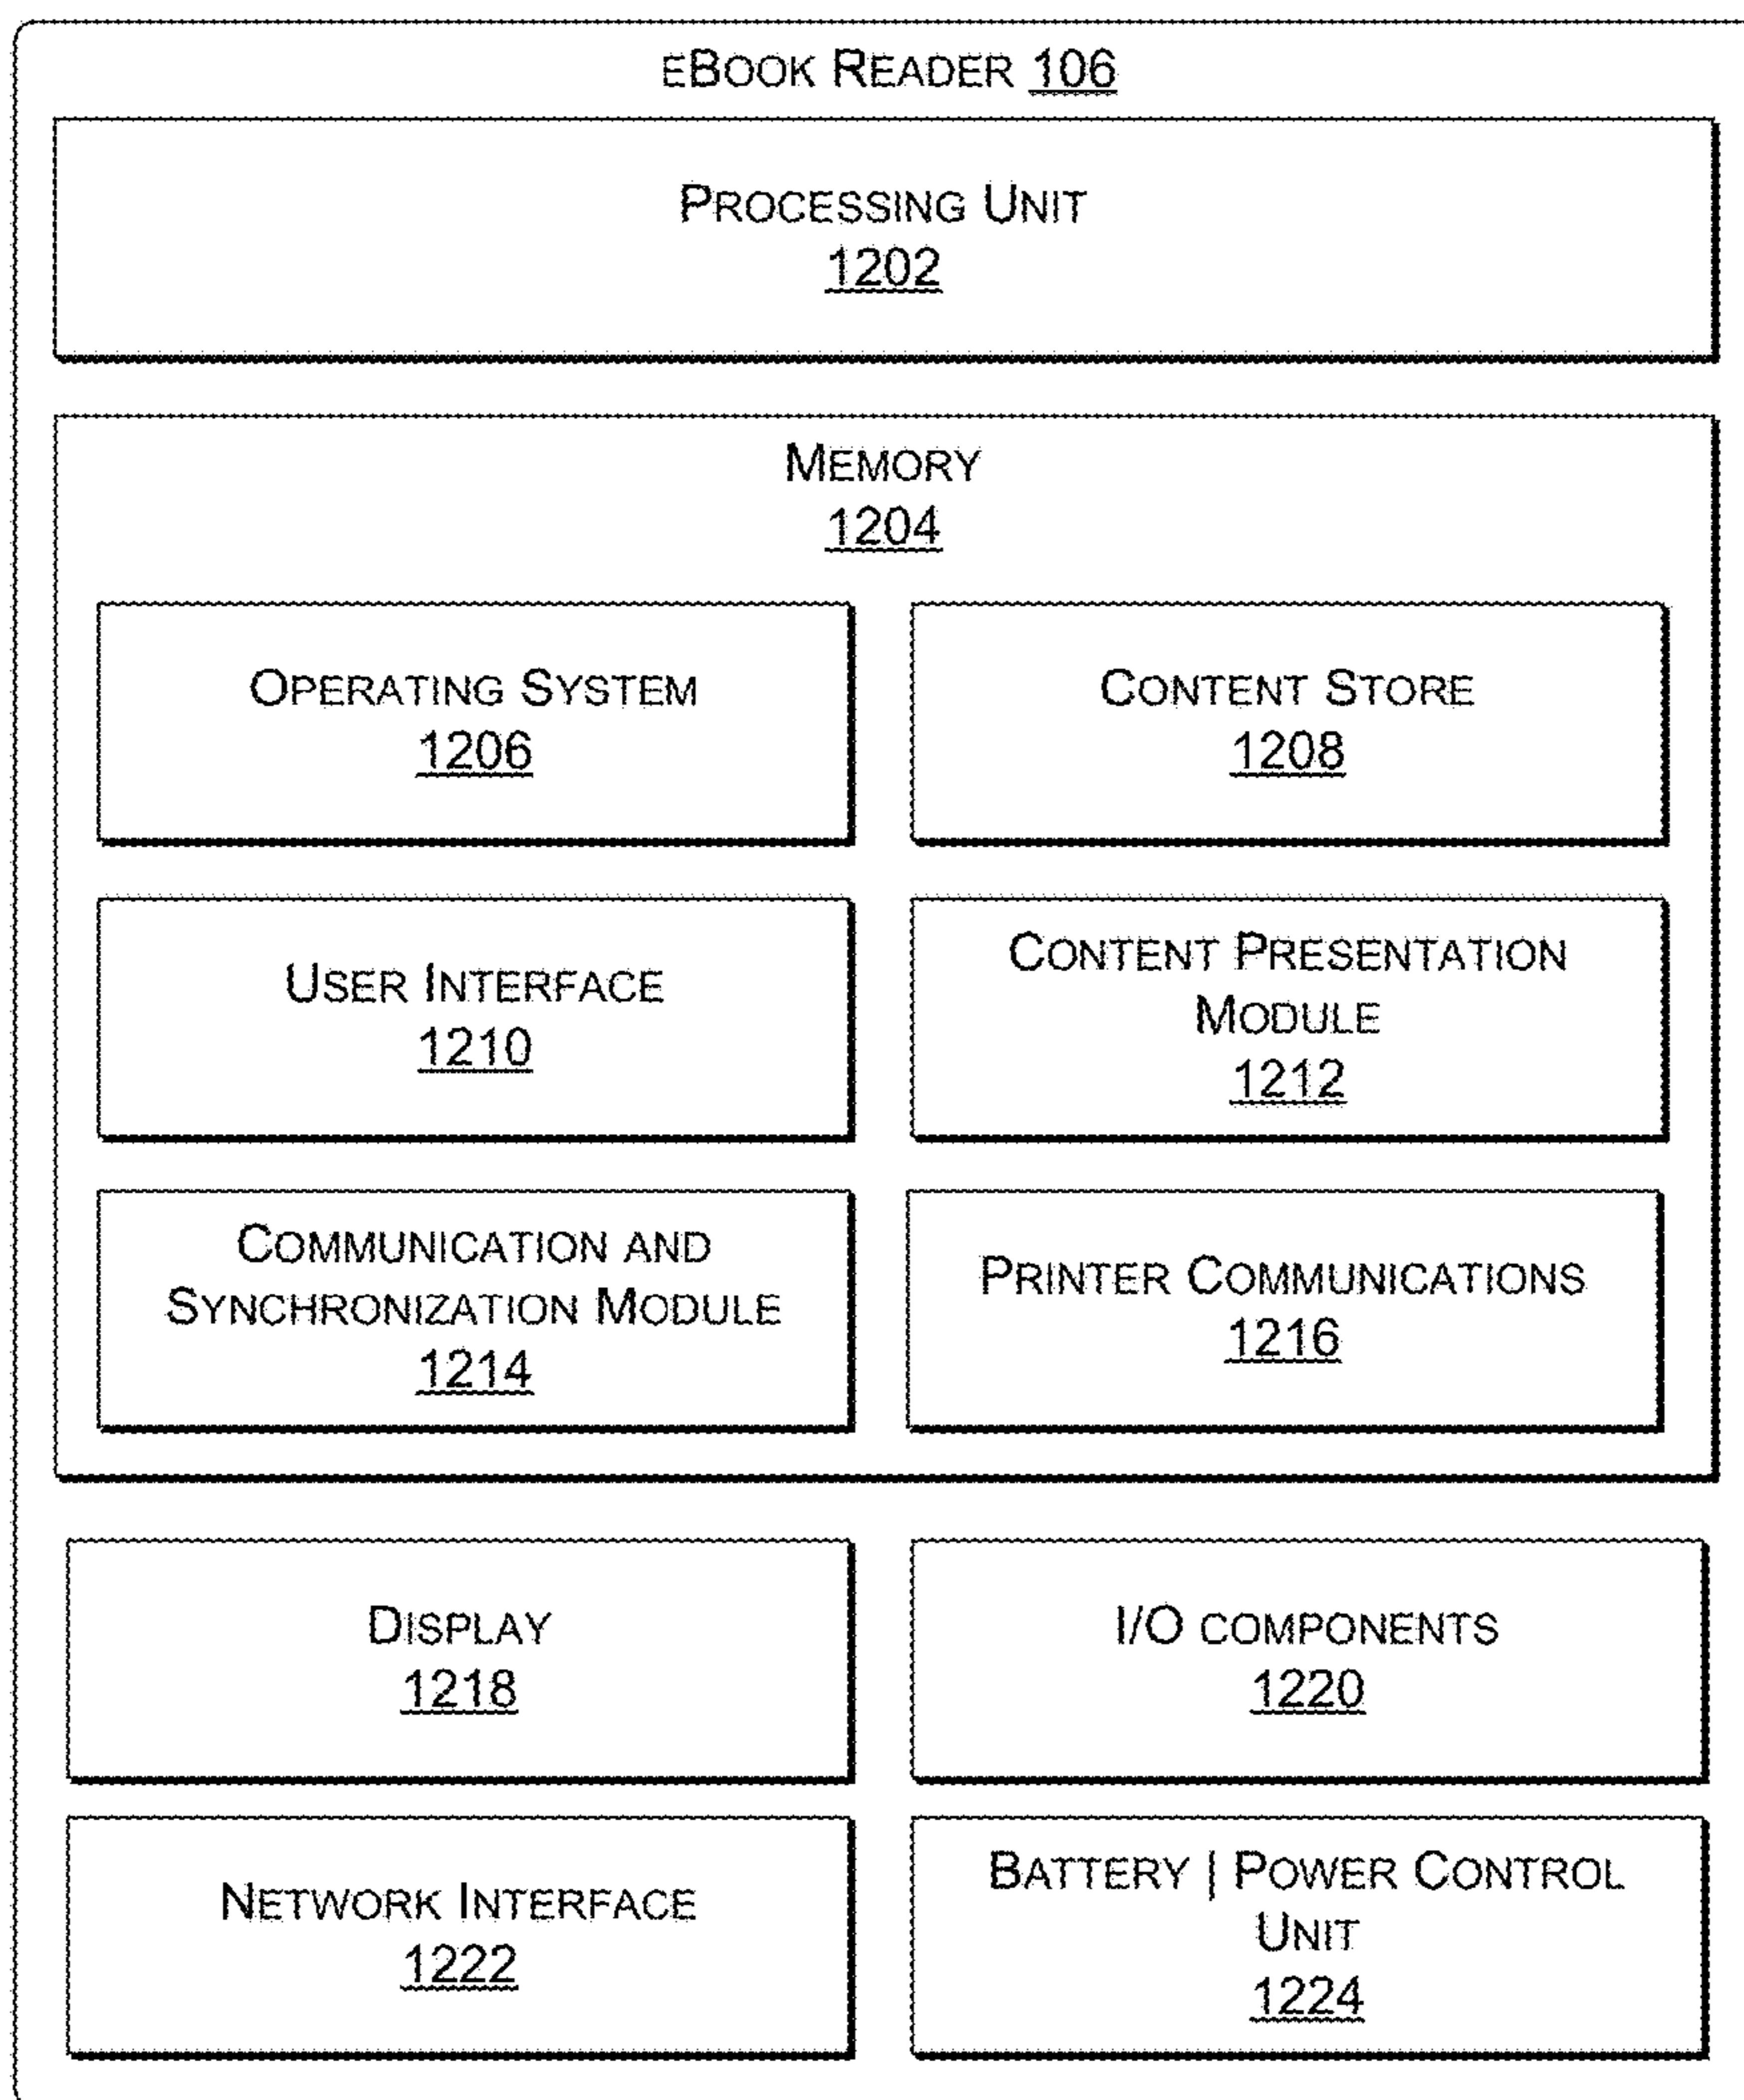 EBOOK READER 106
PROCESSING UNIT
1202
MEMORY
1204
OPERATING SYSTEM
1206
CONTENT STORE
1208
USER INTERFACE
1210
CONTENT PRESENTATION
MODULE
1212
COMMUNICATION AND
SYNCHRONIZATION MODULE
1214
PRINTER COMMUNICATIONS
1216
DISPLAY
1218
I/O COMPONENTS
1220
NETWORK INTERFACE
1222
BATTERY | POWER CONTROL
UNIT
1224